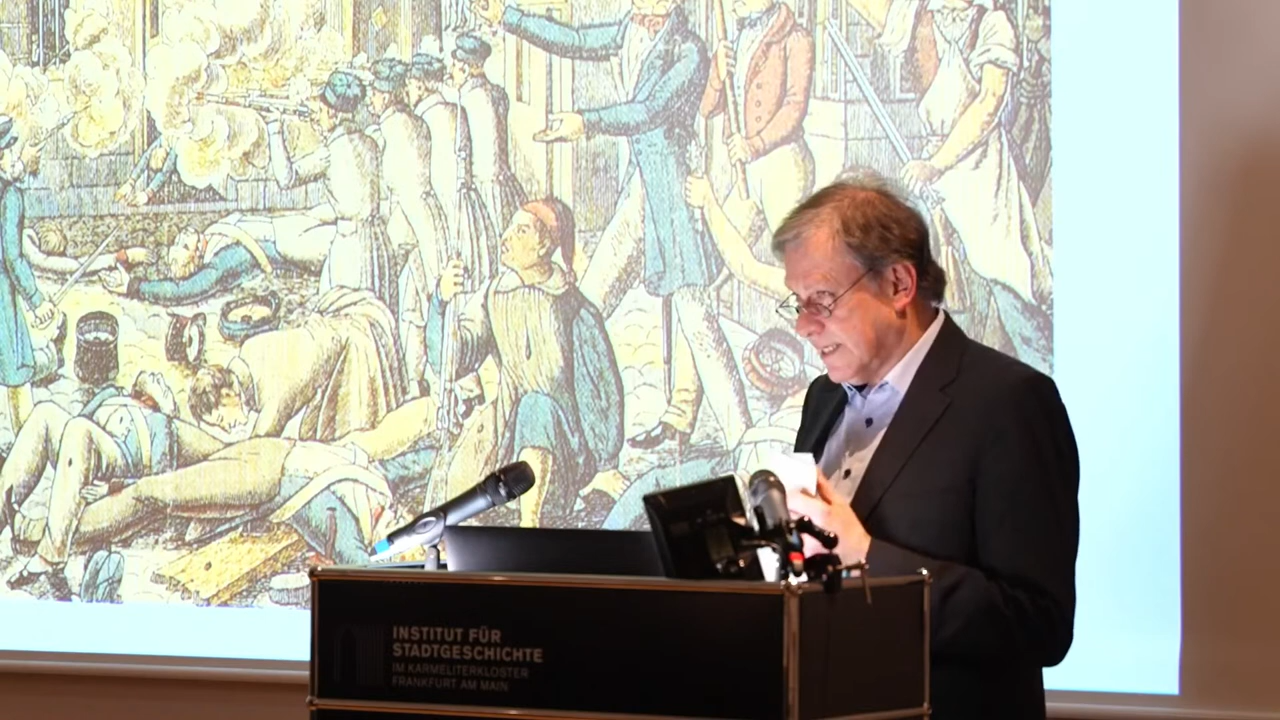 INSTITUT FÜR
STADTGESCHICHTE
IM KARMELITERKLOSTER
FRANKFURT AM MAIN